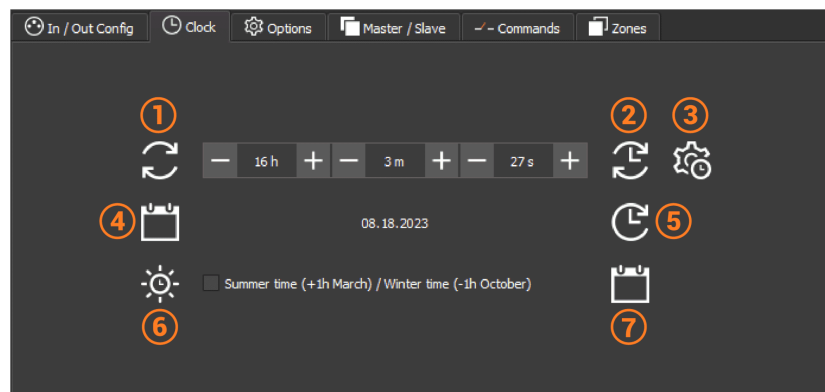 In / Out Config Clock Options Master / Slave Commands Zones
1 2 3
16 h 3 m 27 s
4 08.18.2023 5
Summer time (+1h March) / Winter time (-1h October)
6 7